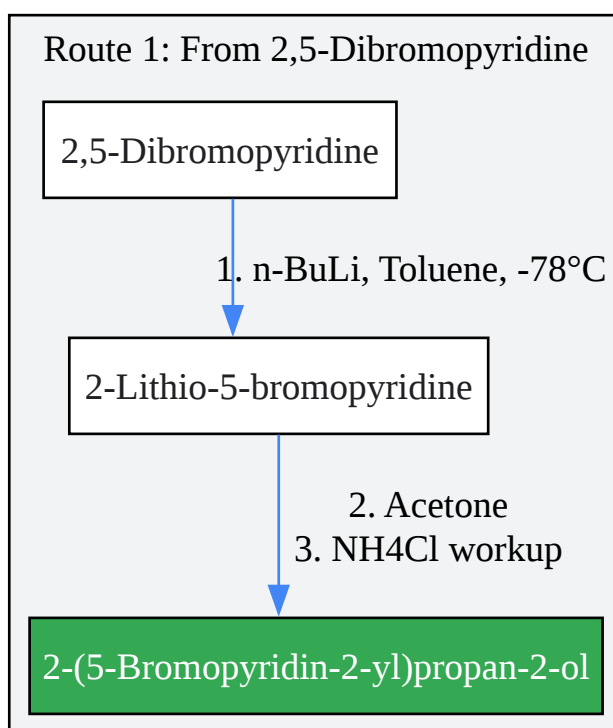 Route 1: From 2,5-Dibromopyridine
2,5-Dibromopyridine
1. n-BuLi, Toluene, -78°C
2-Lithio-5-bromopyridine
2. Acetone
3. NH4Cl workup
2-(5-Bromopyridin-2-yl)propan-2-ol